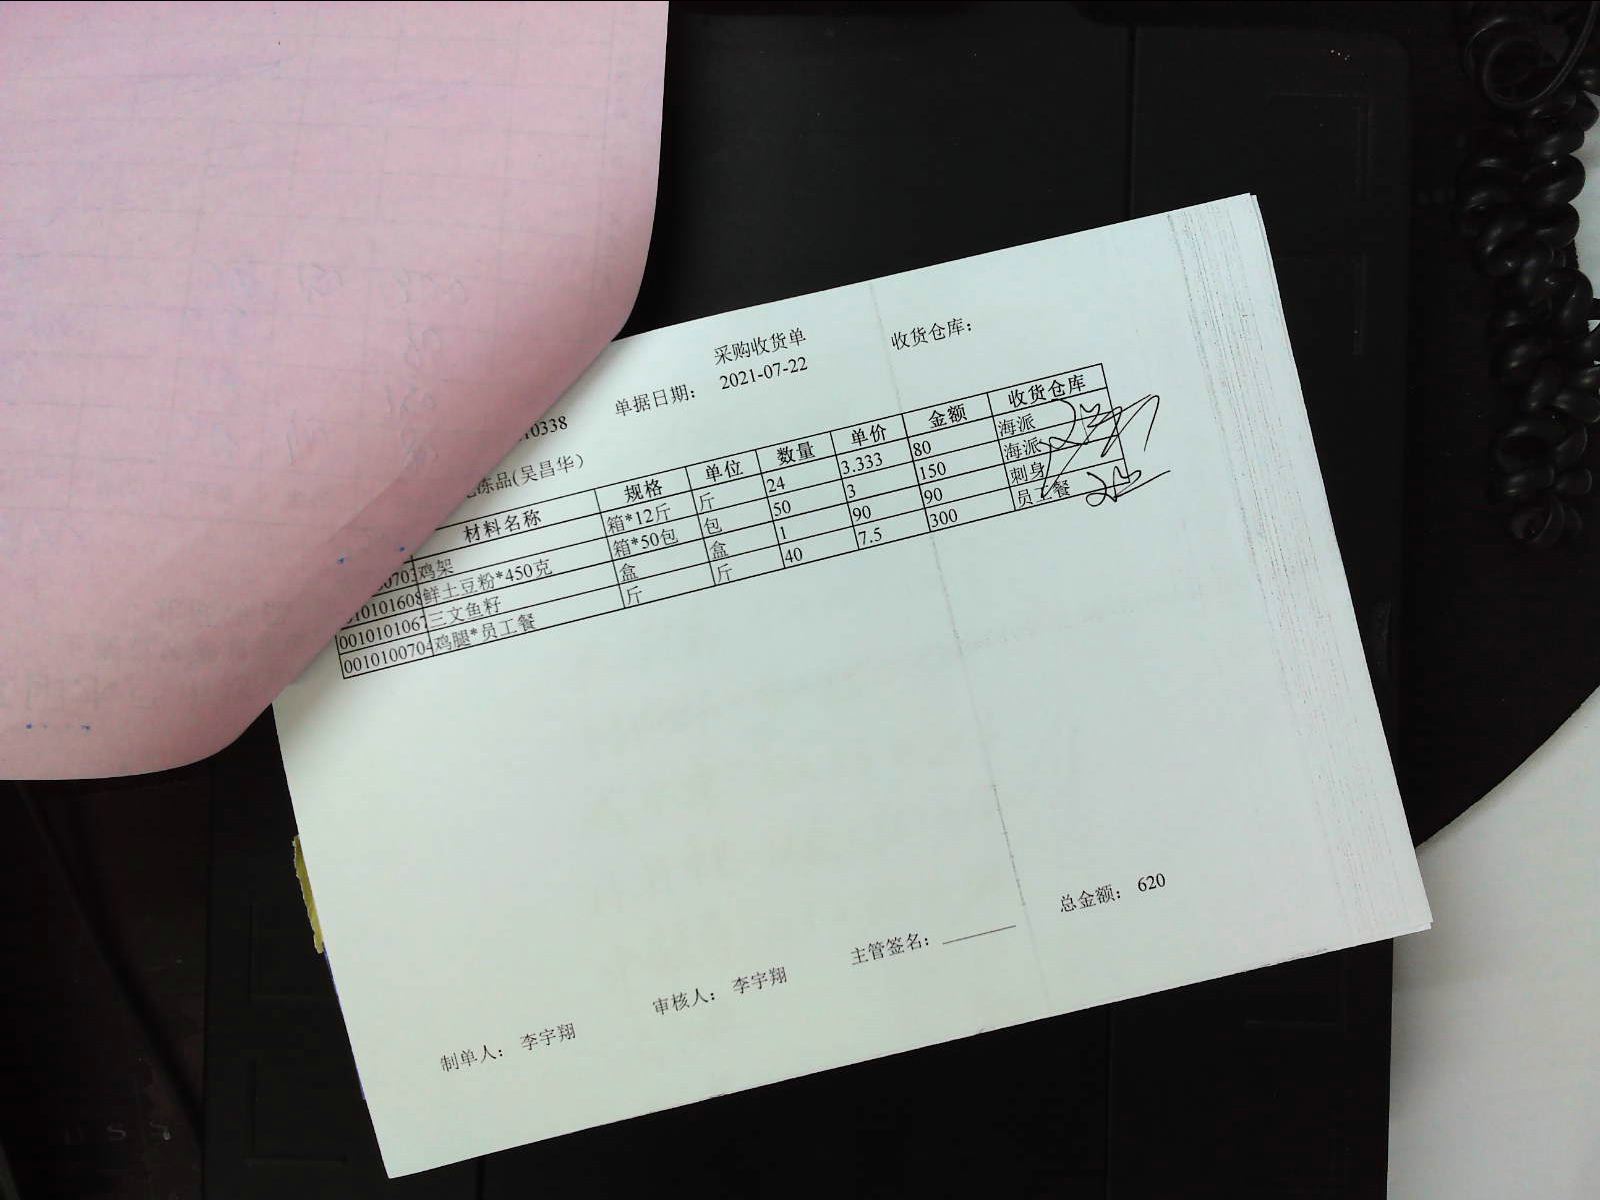 采购收货单
收货仓库：
单据日期： 2021-07-22
0338
冻品(吴昌华）
材料名称 规格 单位 数量 单价 金额 收货仓库
鸡架 箱*12斤 斤 24 3.333 80 海派
鲜土豆粉*450克 箱*50包 包 50 3 150 海派
001010106 三文鱼籽 盒 盒 1 90 90 刺身
001010070 鸡腿*员工餐 斤 斤 40 7.5 300 员工餐
总金额： 620
制单人： 李宇翔 审核人： 李宇翔 主管签名：